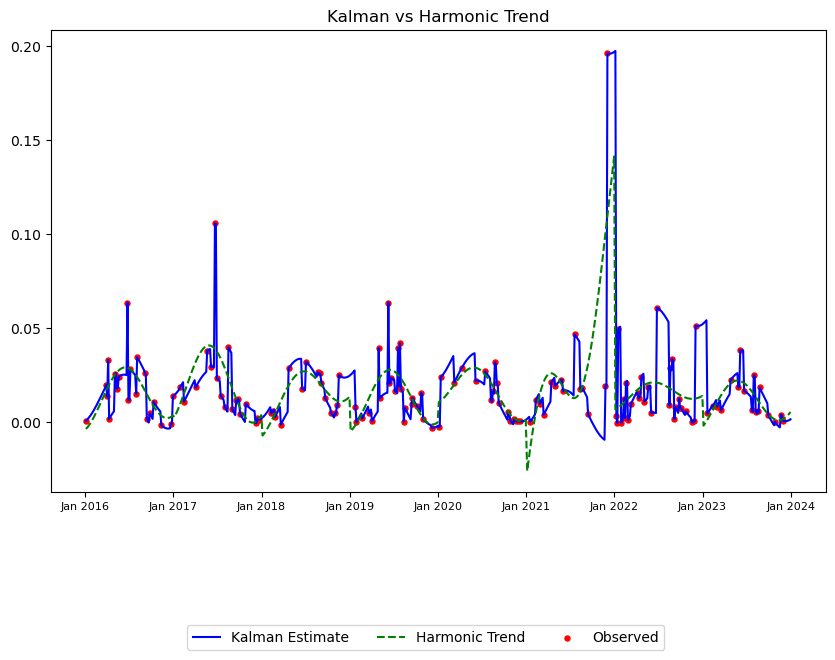 Kalman vs Harmonic Trend
0.20
0.15
0.10
0.05
0.00
Jan 2016 Jan 2017 Jan 2018 Jan 2019 Jan 2020 Jan 2021 Jan 2022 Jan 2023 Jan 2024
Kalman Estimate Harmonic Trend Observed